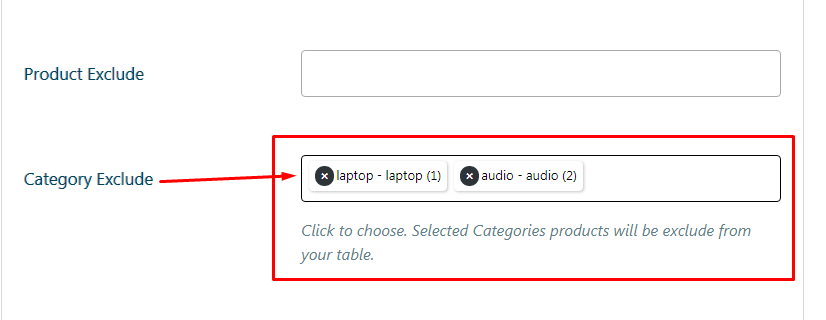 Product Exclude
Category Exclude
laptop - laptop (1) audio - audio (2)
Click to choose. Selected Categories products will be exclude from
your table.